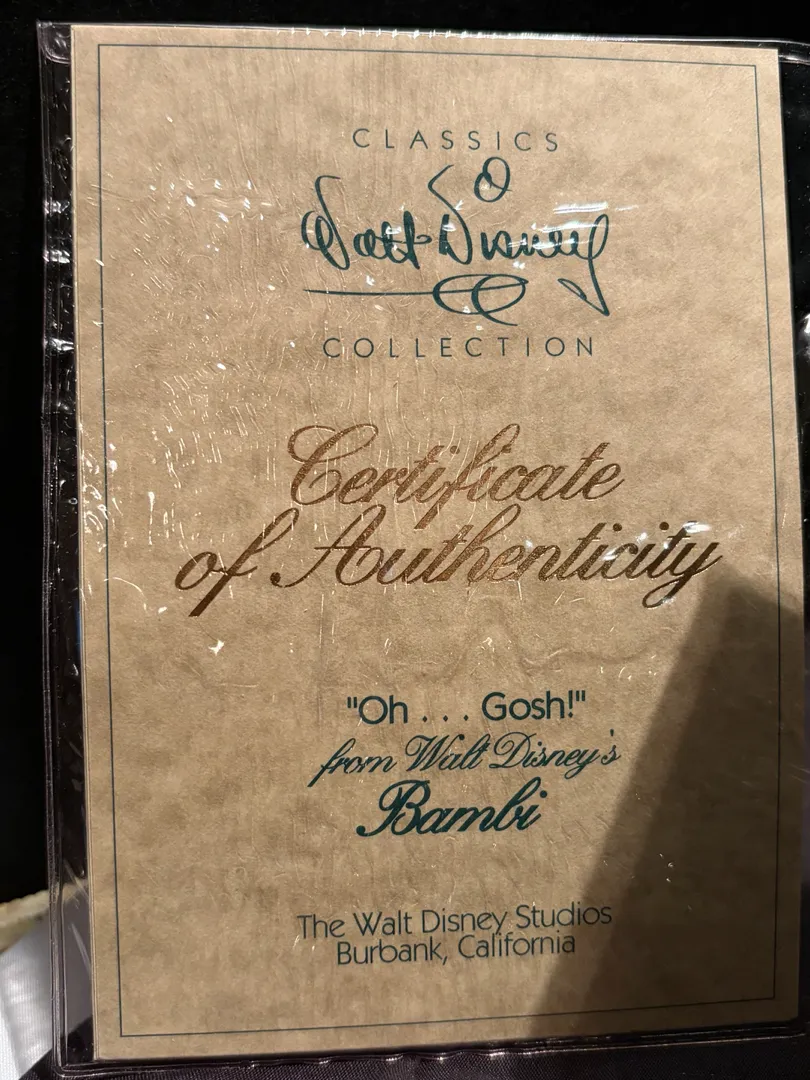 CLASSICS
Walt Disney
COLLECTION
Certificate
of Authenticity
"Oh . . . Gosh!"
from Walt Disney's
Bambi
The Walt Disney Studios
Burbank, California